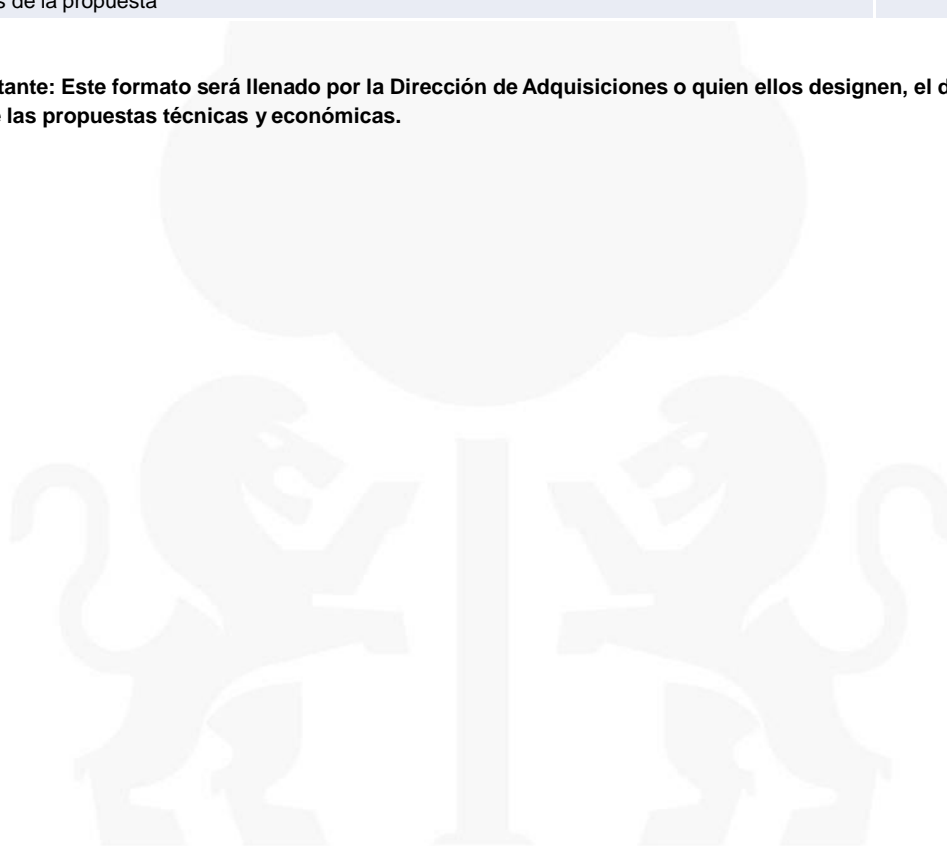 s de la propuesta
tante: Este formato será llenado por la Dirección de Adquisiciones o quien ellos designen, el d
las propuestas técnicas y económicas.